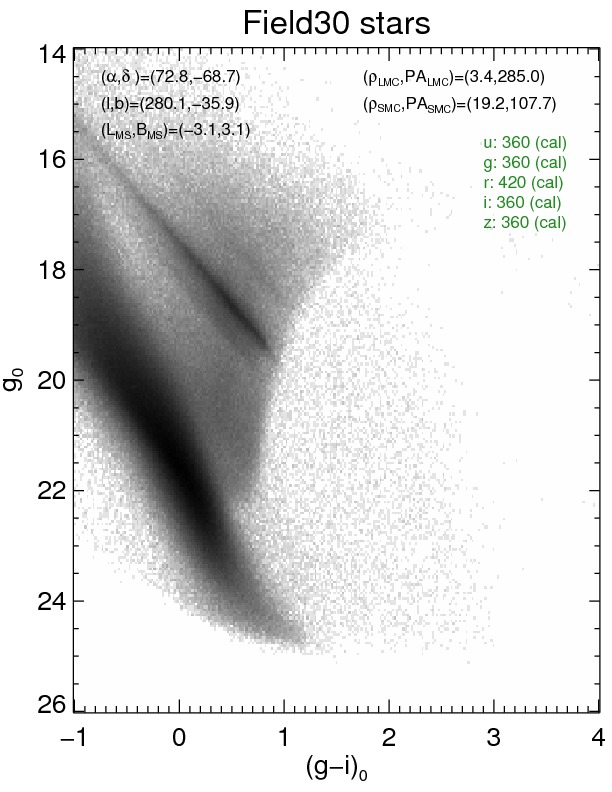 Field30 stars
(α,δ)=(72.8,−68.7) (ρLMC,PALMC)=(3.4,285.0)
(l,b)=(280.1,−35.9) (ρSMC,PASMC)=(19.2,107.7)
(LMS,BMS)=(−3.1,3.1)
u: 360 (cal)
g: 360 (cal)
r: 420 (cal)
i: 360 (cal)
z: 360 (cal)
14
16
18
20
22
24
26
g0
−1 0 1 2 3 4
(g−i)0